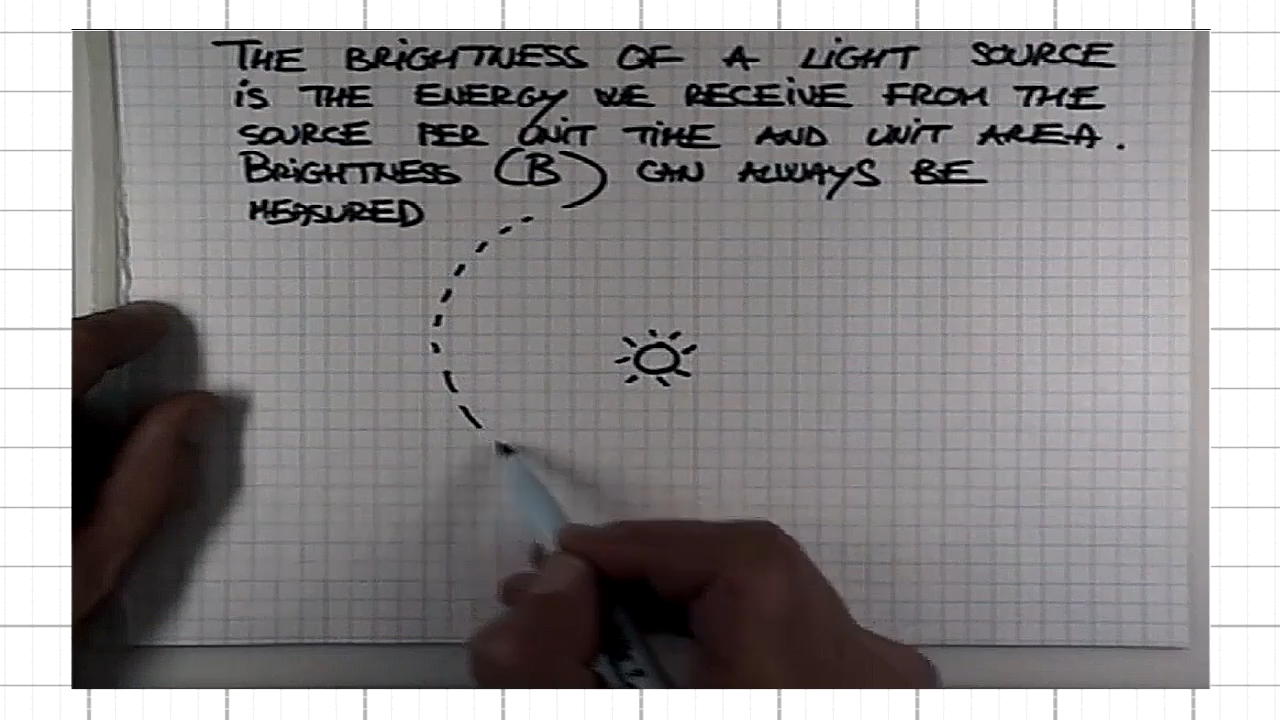 THE BRiGHTNESS OF A LiGHT SOURCE
iS THE ENERGY WE RECEiVE FROM THE
SOURCE PER UNiT TiME AND UNiT AREA.
BRiGHTNESS (B) CAN ALWAYS BE
MEASURED